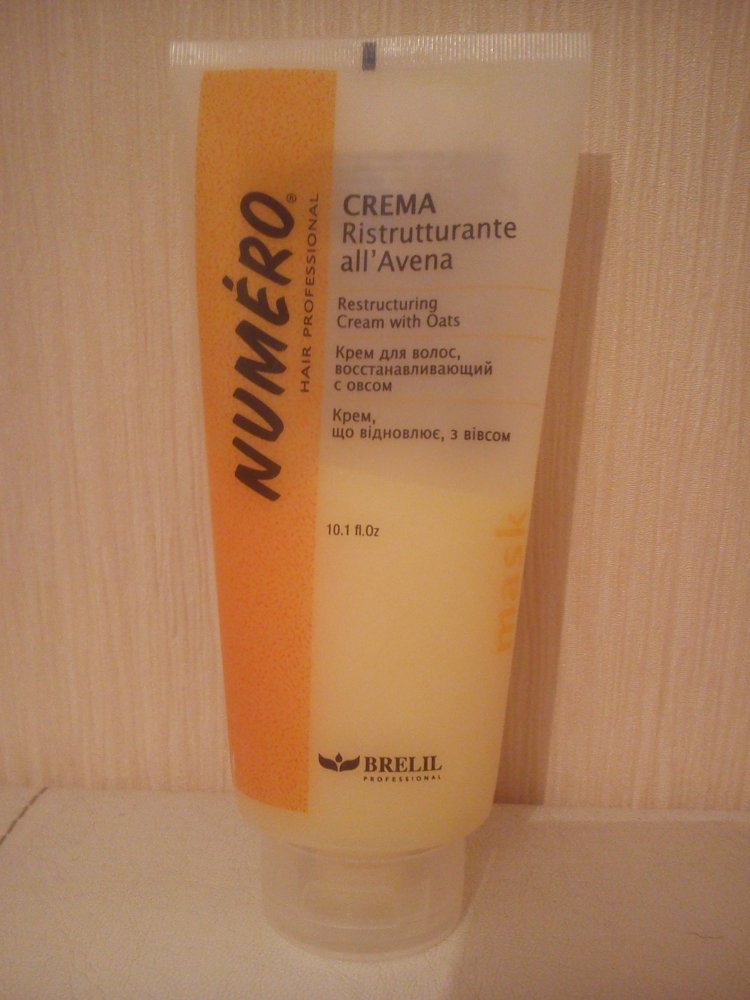 NUMÉRO®
HAIR PROFESSIONAL
CREMA
Ristrutturante
all'Avena
Restructuring
Cream with Oats
Крем для волос,
восстанавливающий
с овсом
Крем,
що відновлює, з вівсом
10.1 fl.Oz
mask
BRELIL
PROFESSIONAL